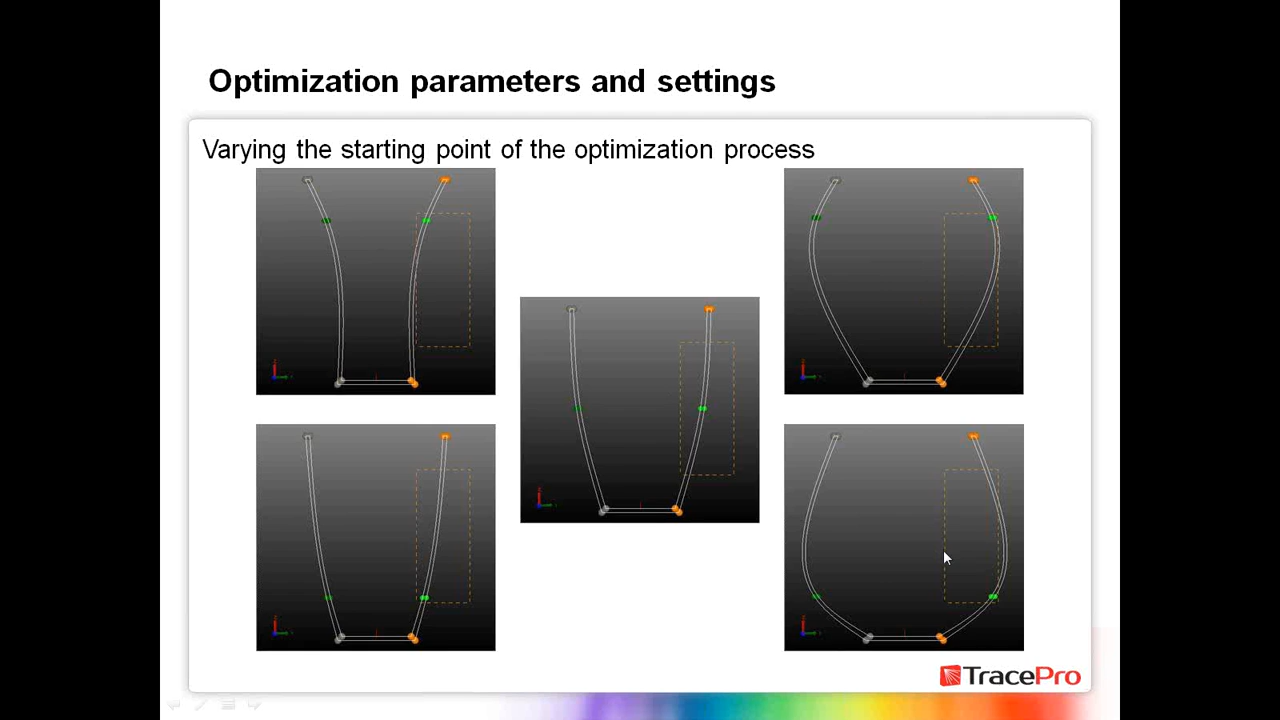 Optimization parameters and settings
Varying the starting point of the optimization process
TracePro